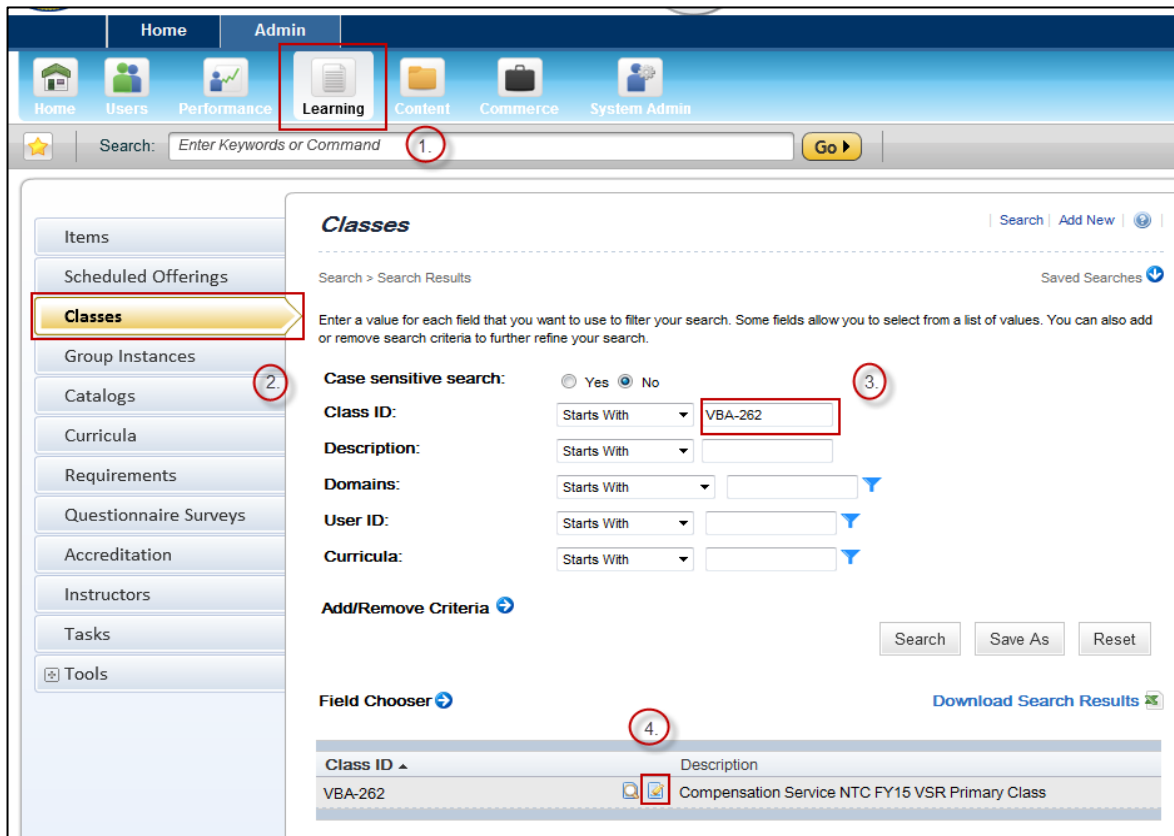 Home Admin
Home Users Performance Learning Content Commerce System Admin
Search: Enter Keywords or Command 1. Go
Items
Scheduled Offerings
Classes
Group Instances
2.
Catalogs
Curricula
Requirements
Questionnaire Surveys
Accreditation
Instructors
Tasks
Tools
Classes
Search Add New ?
Search > Search Results Saved Searches
Enter a value for each field that you want to use to filter your search. Some fields allow you to select from a list of values. You can also add
or remove search criteria to further refine your search.
Case sensitive search: Yes No 3.
Class ID: Starts With VBA-262
Description: Starts With
Domains: Starts With
User ID: Starts With
Curricula: Starts With
Add/Remove Criteria
Search Save As Reset
Field Chooser Download Search Results
4.
Class ID Description
VBA-262 Compensation Service NTC FY15 VSR Primary Class